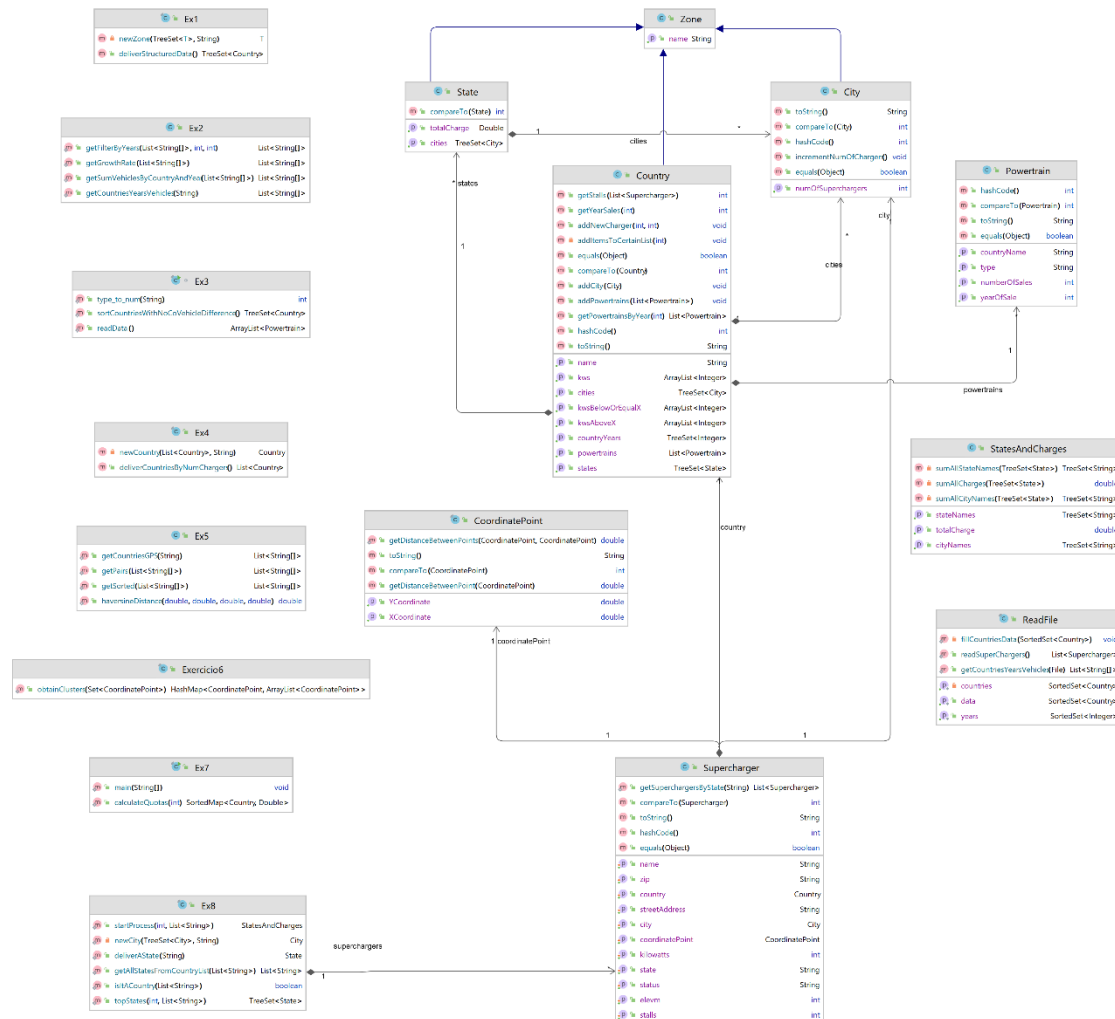 Ex1
newZone(TreeSet<T>, String) T
deliverStructuredData() TreeSet<Country>
Zone
name String
State
compareTo(State) int
totalCharge Double
cities TreeSet<City>
City
toString() String
compareTo(City) int
hashCode() int
incrementNumOfCharger() void
equals(Object) boolean
numOfSuperchargers int
1
*
cities
Ex2
getFilterByYears(List<String[]>, int, int) List<String[]>
getGrowthRate(List<String[]>) List<String[]>
getSumVehiclesByCountryAndYear(List<String[]>) List<String[]>
getCountriesYearsVehicles(String) List<String[]>
Country
getStalls(List<Supercharger>) int
getYearSales(int) int
addNewCharger(int, int) void
addItemsToCertainList(int) void
equals(Object) boolean
compareTo(Country) int
addCity(City) void
addPowertrains(List<Powertrain>) void
getPowertrainsByYear(int) List<Powertrain>
hashCode() int
toString() String
name String
kws ArrayList<Integer>
cities TreeSet<City>
kwsBelowOrEqualX ArrayList<Integer>
kwsAboveX ArrayList<Integer>
countryYears TreeSet<Integer>
powertrains List<Powertrain>
states TreeSet<State>
* states
1
Powertrain
hashCode() int
compareTo(Powertrain) int
toString() String
equals(Object) boolean
countryName String
type String
numberOfSales int
yearOfSale int
city
*
cities
*
1
powertrains
Ex3
type_to_num(String) int
sortCountriesWithNoCoVehicleDifference() TreeSet<Country>
readData() ArrayList<Powertrain>
Ex4
newCountry(List<Country>, String) Country
deliverCountriesByNumChargers() List<Country>
StatesAndCharges
sumAllStateNames(TreeSet<State>) TreeSet<String>
sumAllCharges(TreeSet<State>) double
sumAllCityNames(TreeSet<State>) TreeSet<String>
stateNames TreeSet<String>
totalCharge double
cityNames TreeSet<String>
Ex5
getCountriesGPS(String) List<String[]>
getPairs(List<String[]>) List<String[]>
getSorted(List<String[]>) List<String[]>
haversineDistance(double, double, double, double) double
CoordinatePoint
getDistanceBetweenPoints(CoordinatePoint, CoordinatePoint) double
toString() String
compareTo(CoordinatePoint) int
getDistanceBetweenPoint(CoordinatePoint) double
YCoordinate double
XCoordinate double
country
1 coordinatePoint
ReadFile
fillCountriesData(SortedSet<Country>) void
readSuperChargers() List<Supercharger>
getCountriesYearsVehicles(File) List<String[]>
countries SortedSet<Country>
data SortedSet<Country>
years SortedSet<Integer>
Exercicio6
obtainClusters(Set<CoordinatePoint>) HashMap<CoordinatePoint, ArrayList<CoordinatePoint>>
1
1
Ex7
main(String[]) void
calculateQuotas(int) SortedMap<Country, Double>
Supercharger
getSuperchargersByState(String) List<Supercharger>
compareTo(Supercharger) int
toString() String
hashCode() int
equals(Object) boolean
name String
zip String
country Country
streetAddress String
city City
coordinatePoint CoordinatePoint
kilowatts int
state String
status String
elevm int
stalls int
Ex8
startProcess(int, List<String>) StatesAndCharges
newCity(TreeSet<City>, String) City
deliverAState(String) State
getAllStatesFromCountryList(List<String>) List<String>
isItACountry(List<String>) boolean
topStates(int, List<String>) TreeSet<State>
superchargers
1